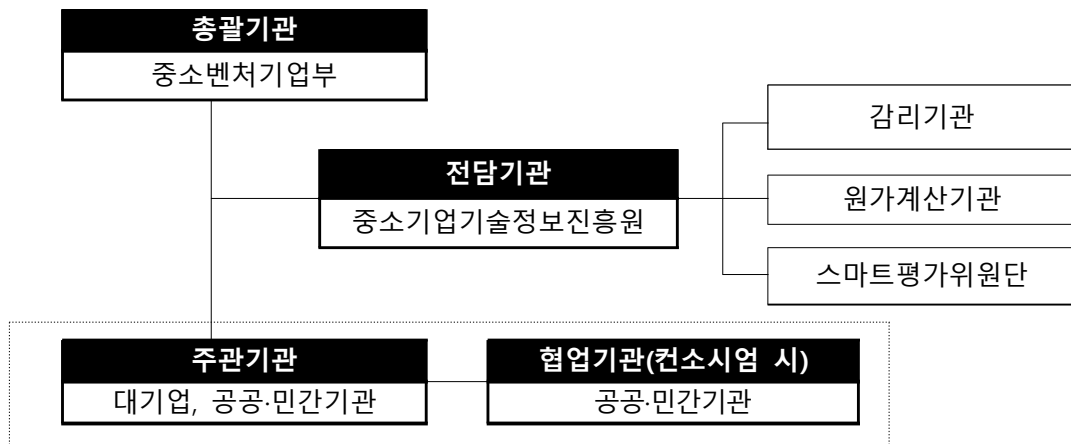 총괄기관
중소벤처기업부
감리기관
전담기관
중소기업기술정보진흥원
원가계산기관
스마트평가위원단
주관기관
대기업, 공공·민간기관
협업기관(컨소시엄 시)
공공·민간기관